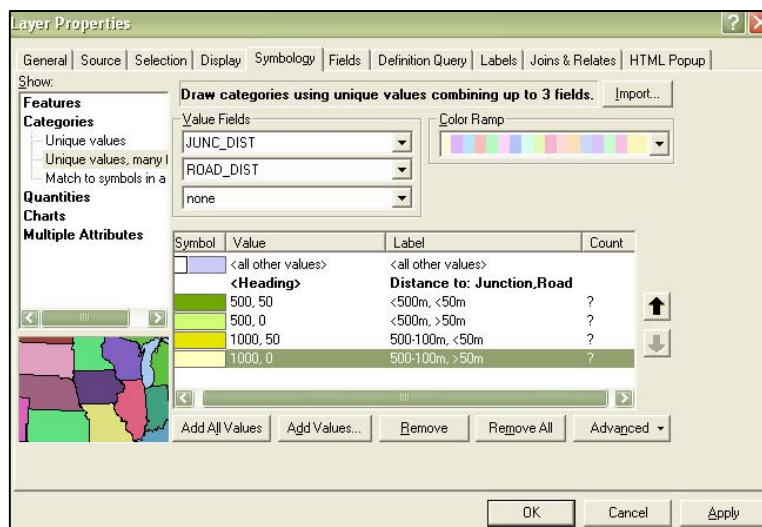 Layer Properties
General Source Selection Display Symbology Fields Definition Query Labels Joins & Relates HTML Popup
Show:
Features
Categories
Unique values
Unique values, many
Match to symbols in a
Quantities
Charts
Multiple Attributes
Draw categories using unique values combining up to 3 fields.
Import...
Value Fields
JUNC_DIST
ROAD_DIST
none
Color Ramp
Symbol Value Label Count
<all other values> <all other values>
<Heading> Distance to: Junction,Road
500, 50 <500m, <50m ?
500, 0 <500m, >50m ?
1000, 50 500-100m, <50m ?
1000, 0 500-100m, >50m ?
Add All Values Add Values... Remove Remove All Advanced
OK Cancel Apply